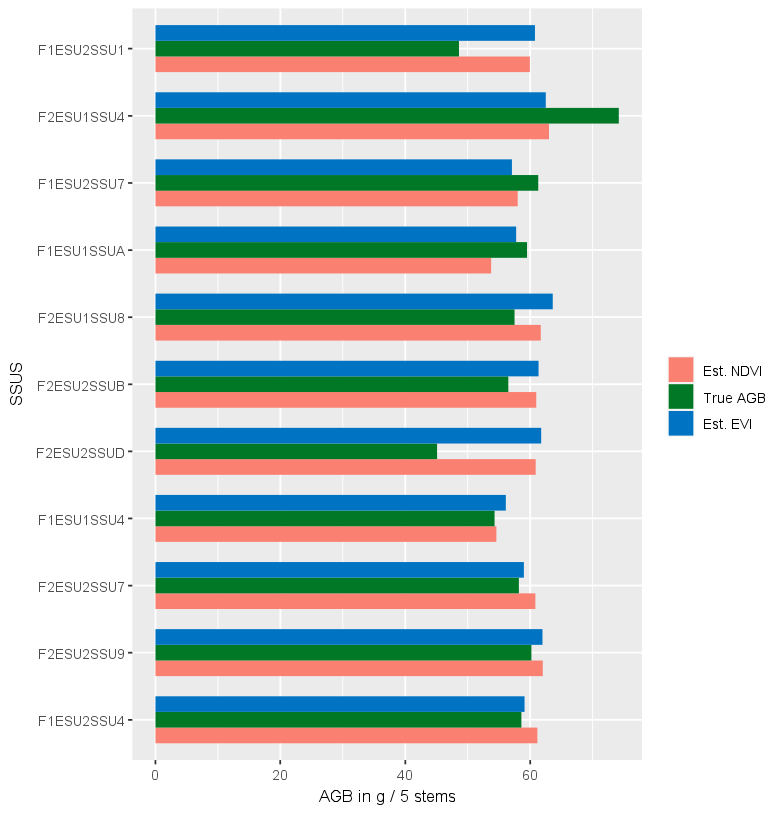 F1ESU2SSU1
F2ESU1SSU4
F1ESU2SSU7
F1ESU1SSUA
F2ESU1SSU8
F2ESU2SSUB
F2ESU2SSUD
F1ESU1SSU4
F2ESU2SSU7
F2ESU2SSU9
F1ESU2SSU4
SSUS
0 20 40 60
AGB in g / 5 stems
Est. NDVI
True AGB
Est. EVI